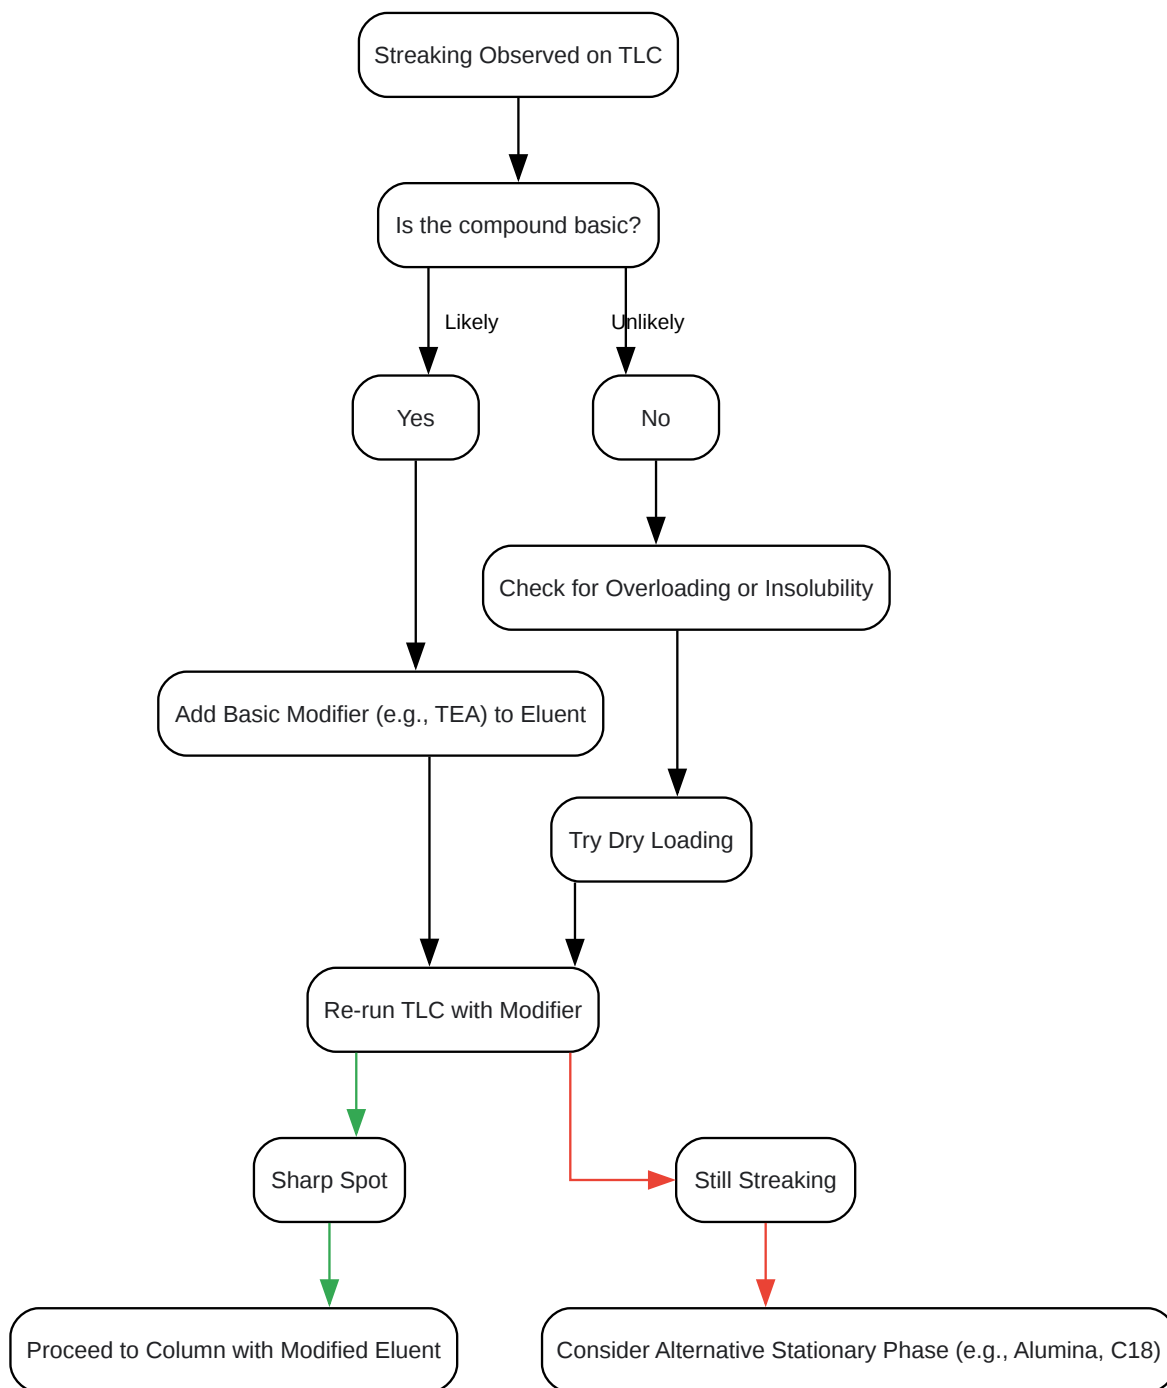 Streaking Observed on TLC
Is the compound basic?
Likely
Unlikely
Yes
No
Check for Overloading or Insolubility
Add Basic Modifier (e.g., TEA) to Eluent
Try Dry Loading
Re-run TLC with Modifier
Sharp Spot
Still Streaking
Proceed to Column with Modified Eluent
Consider Alternative Stationary Phase (e.g., Alumina, C18)